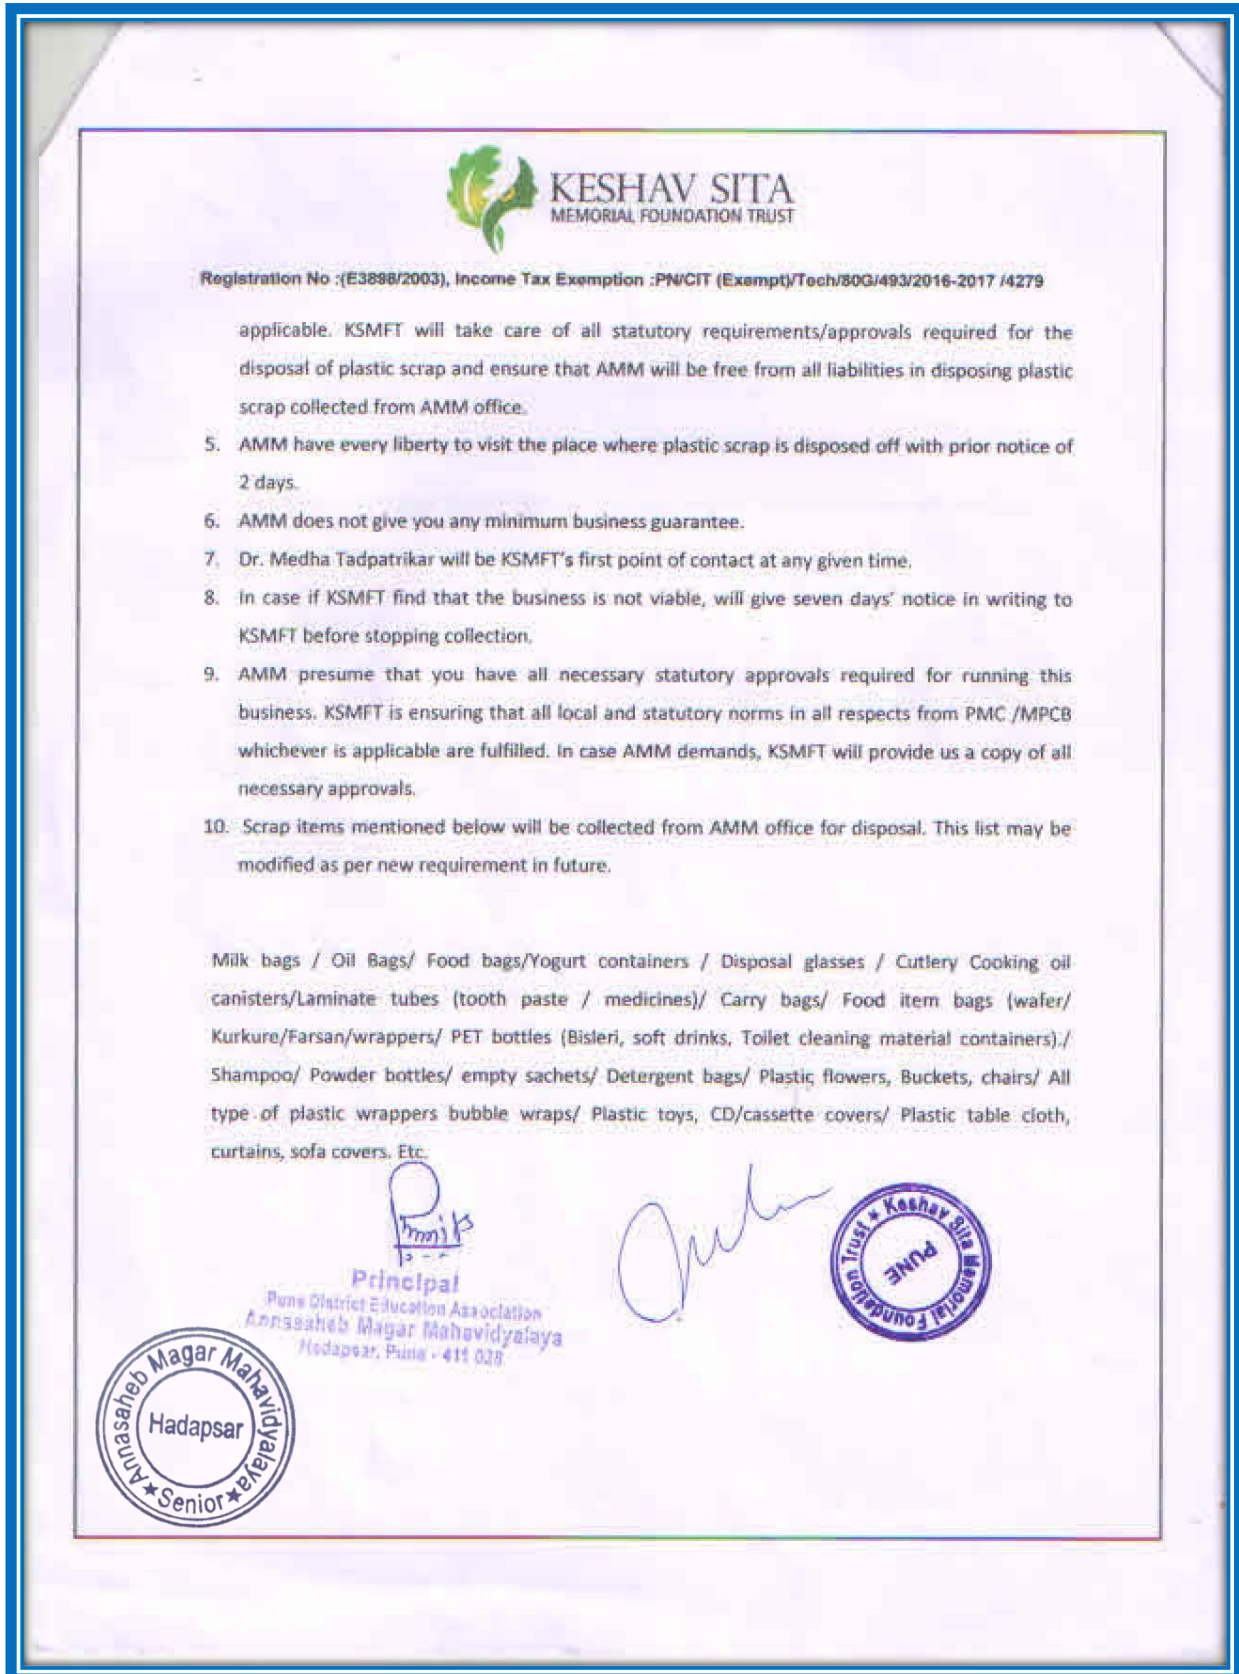 KESHAV SITA
MEMORIAL FOUNDATION TRUST
Registration No :(E3898/2003), Income Tax Exemption :PN/CIT (Exempt)/Tech/80G/493/2016-2017 /4279
applicable. KSMFT will take care of all statutory requirements/approvals required for the
disposal of plastic scrap and ensure that AMM will be free from all liabilities in disposing plastic
scrap collected from AMM office.
5. AMM have every liberty to visit the place where plastic scrap is disposed off with prior notice of
2 days.
6. AMM does not give you any minimum business guarantee.
7. Dr. Medha Tadpatrikar will be KSMFT's first point of contact at any given time.
8. In case if KSMFT find that the business is not viable, will give seven days' notice in writing to
KSMFT before stopping collection.
9. AMM presume that you have all necessary statutory approvals required for running this
business. KSMFT is ensuring that all local and statutory norms in all respects from PMC /MPCB
whichever is applicable are fulfilled. In case AMM demands, KSMFT will provide us a copy of all
necessary approvals.
10. Scrap items mentioned below will be collected from AMM office for disposal. This list may be
modified as per new requirement in future.
Milk bags / Oil Bags/ Food bags/Yogurt containers / Disposal glasses / Cutlery Cooking oil
canisters/Laminate tubes (tooth paste / medicines)/ Carry bags/ Food item bags (wafer/
Kurkure/Farsan/wrappers/ PET bottles (Bisleri, soft drinks, Toilet cleaning material containers)./
Shampoo/ Powder bottles/ empty sachets/ Detergent bags/ Plastic flowers, Buckets, chairs/ All
type of plastic wrappers bubble wraps/ Plastic toys, CD/cassette covers/ Plastic table cloth,
curtains, sofa covers. Etc.
Principal
Pune District Education Association
Annasaheb Magar Mahavidyalaya
Hadapsar, Pune - 411 028
Keshav Sita Memorial Foundation Trust
PUNE
Annasaheb Magar Mahavidyalaya
Hadapsar
Senior